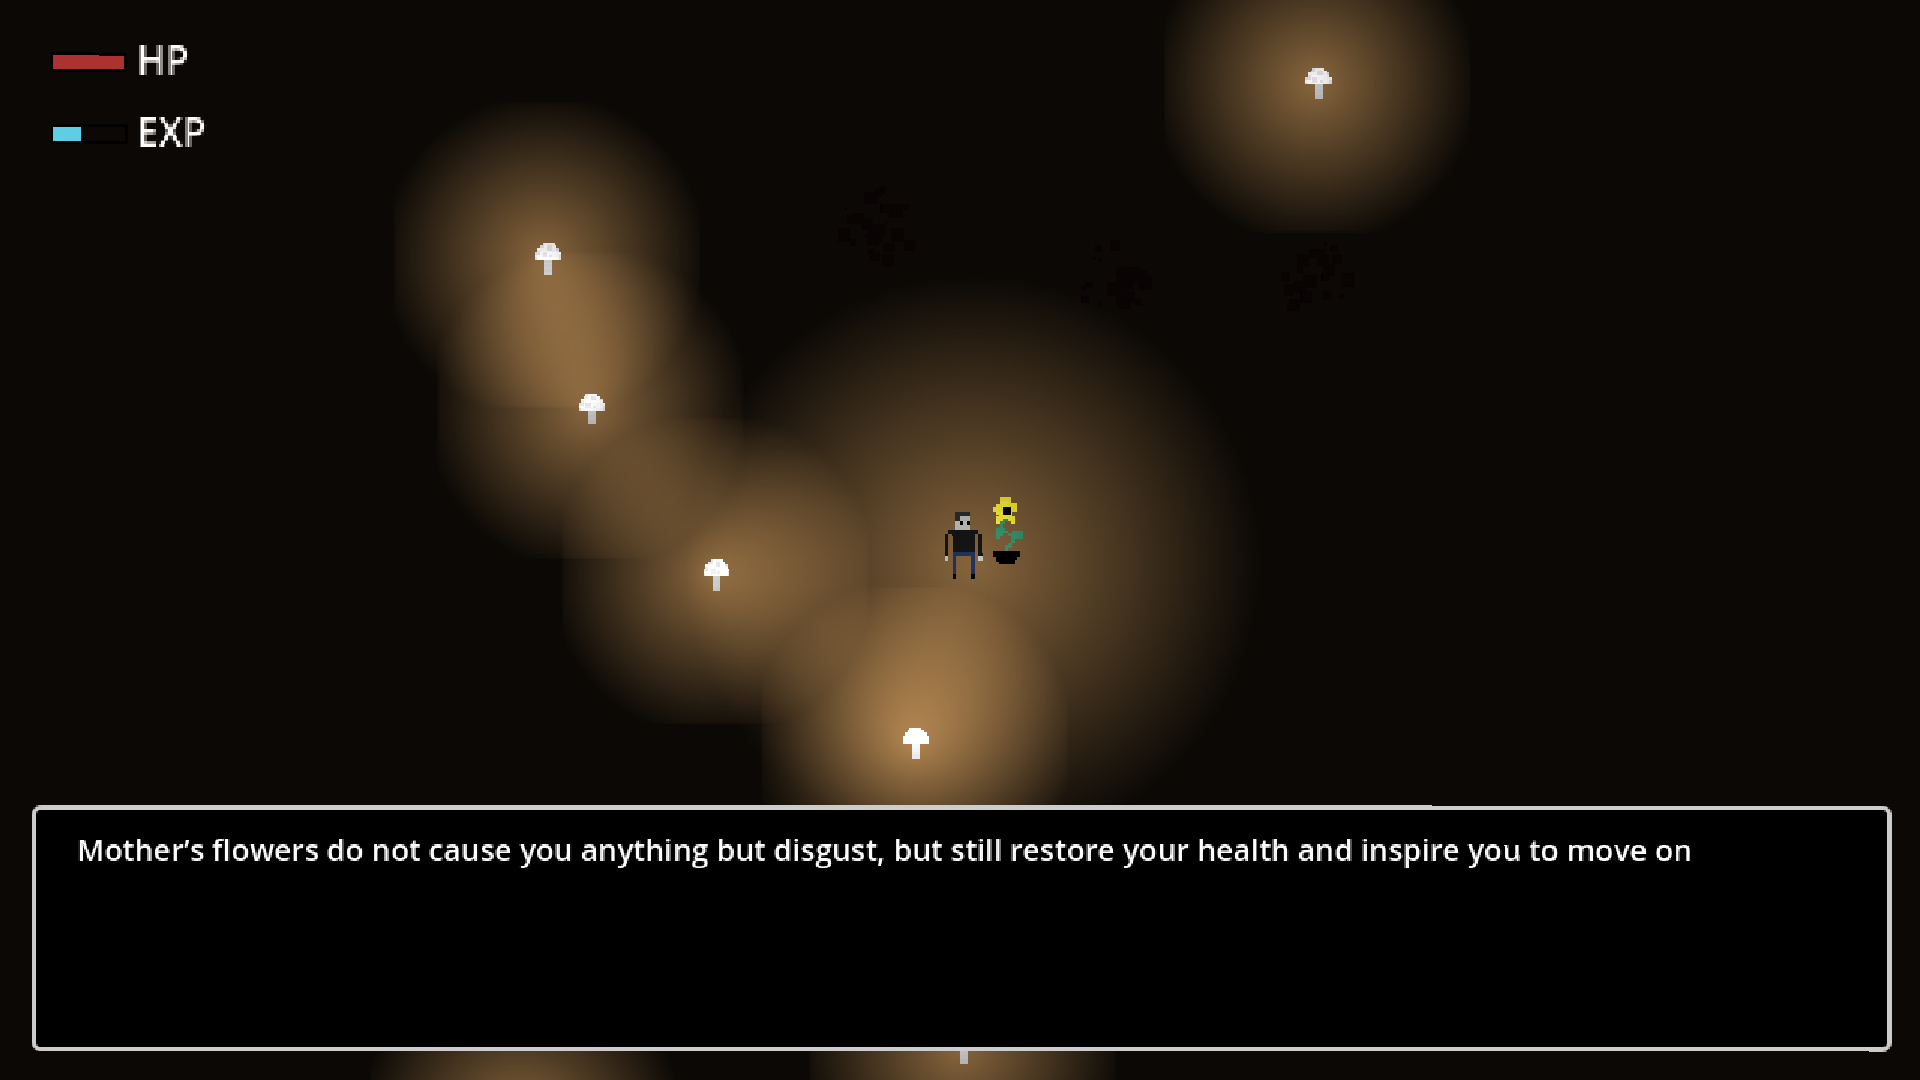 HP
EXP
Mother’s flowers do not cause you anything but disgust, but still restore your health and inspire you to move on